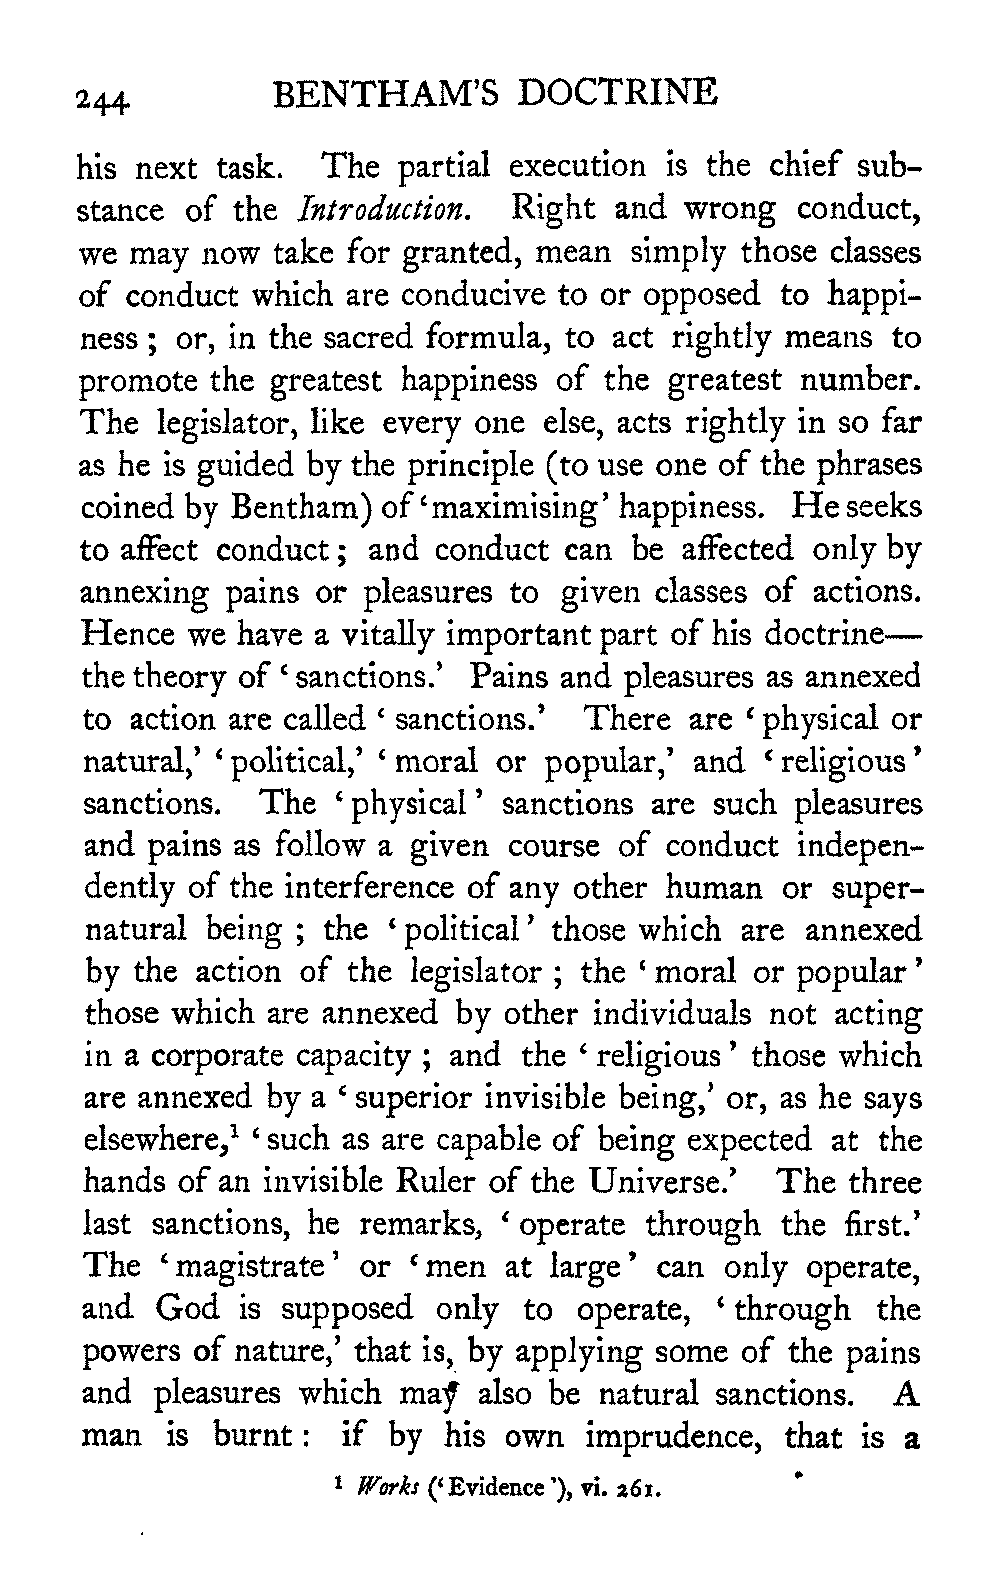 244 BENTHAM'S DOCTRINE
his next task. The partial execution is the chief sub-
stance of the Introduction. Right and wrong conduct,
we may now take for granted, mean simply those classes
of conduct which are conducive to or opposed to happi-
ness ; or, in the sacred formula, to act rightly means to
promote the greatest happiness of the greatest number.
The legislator, like every one else, acts rightly in so far
as he is guided by the principle (to use one of the phrases
coined by Bentham) of 'maximising' happiness. He seeks
to affect conduct ; and conduct can be affected only by
annexing pains or pleasures to given classes of actions.
Hence we have a vitally important part of his doctrine—
the theory of ‘ sanctions.’ Pains and pleasures as annexed
to action are called ‘ sanctions.’ There are ‘ physical or
natural,’ ‘ political,’ ‘ moral or popular,’ and ‘ religious ’
sanctions. The ‘ physical ’ sanctions are such pleasures
and pains as follow a given course of conduct indepen-
dently of the interference of any other human or super-
natural being ; the ‘ political ’ those which are annexed
by the action of the legislator ; the ‘ moral or popular ’
those which are annexed by other individuals not acting
in a corporate capacity ; and the ‘ religious ’ those which
are annexed by a ‘ superior invisible being,’ or, as he says
elsewhere,¹ ‘ such as are capable of being expected at the
hands of an invisible Ruler of the Universe.’ The three
last sanctions, he remarks, ‘ operate through the first.’
The ‘ magistrate ’ or ‘ men at large ’ can only operate,
and God is supposed only to operate, ‘ through the
powers of nature,’ that is, by applying some of the pains
and pleasures which may also be natural sanctions. A
man is burnt : if by his own imprudence, that is a
¹ Works (‘ Evidence ’), vi. 261.